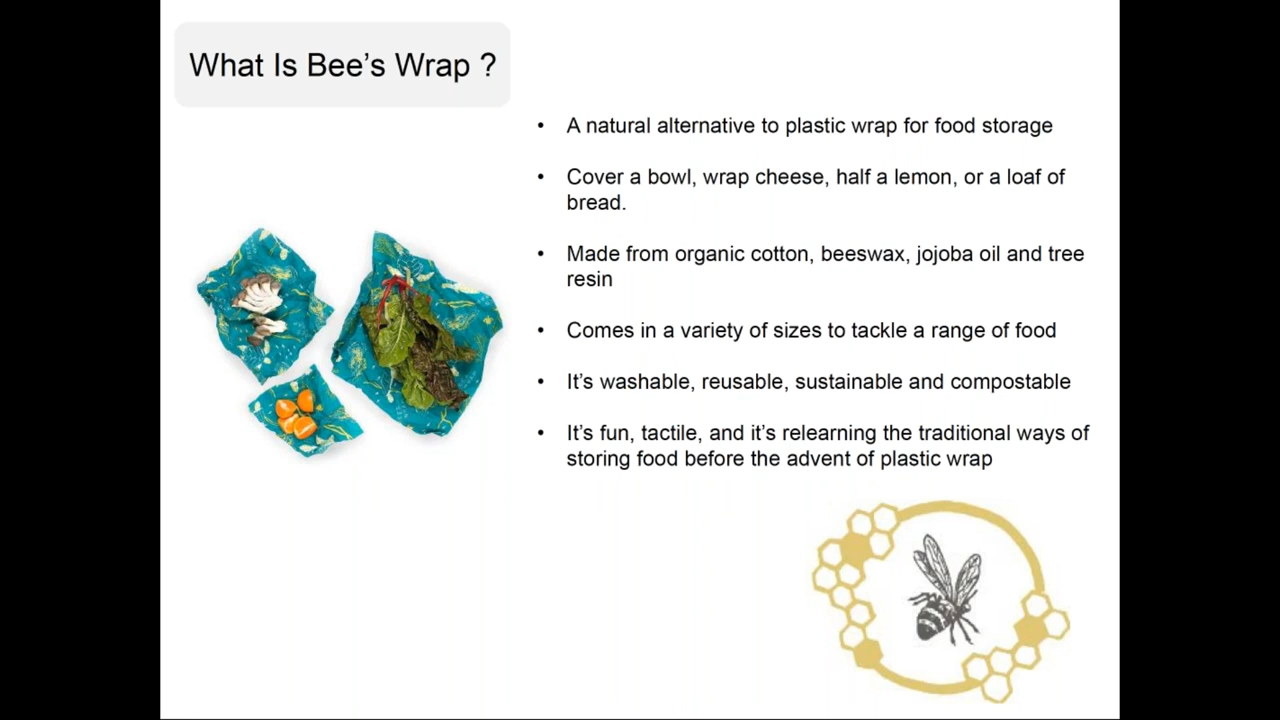 What Is Bee’s Wrap ?
• A natural alternative to plastic wrap for food storage
• Cover a bowl, wrap cheese, half a lemon, or a loaf of
bread.
• Made from organic cotton, beeswax, jojoba oil and tree
resin
• Comes in a variety of sizes to tackle a range of food
• It’s washable, reusable, sustainable and compostable
• It’s fun, tactile, and it’s relearning the traditional ways of
storing food before the advent of plastic wrap